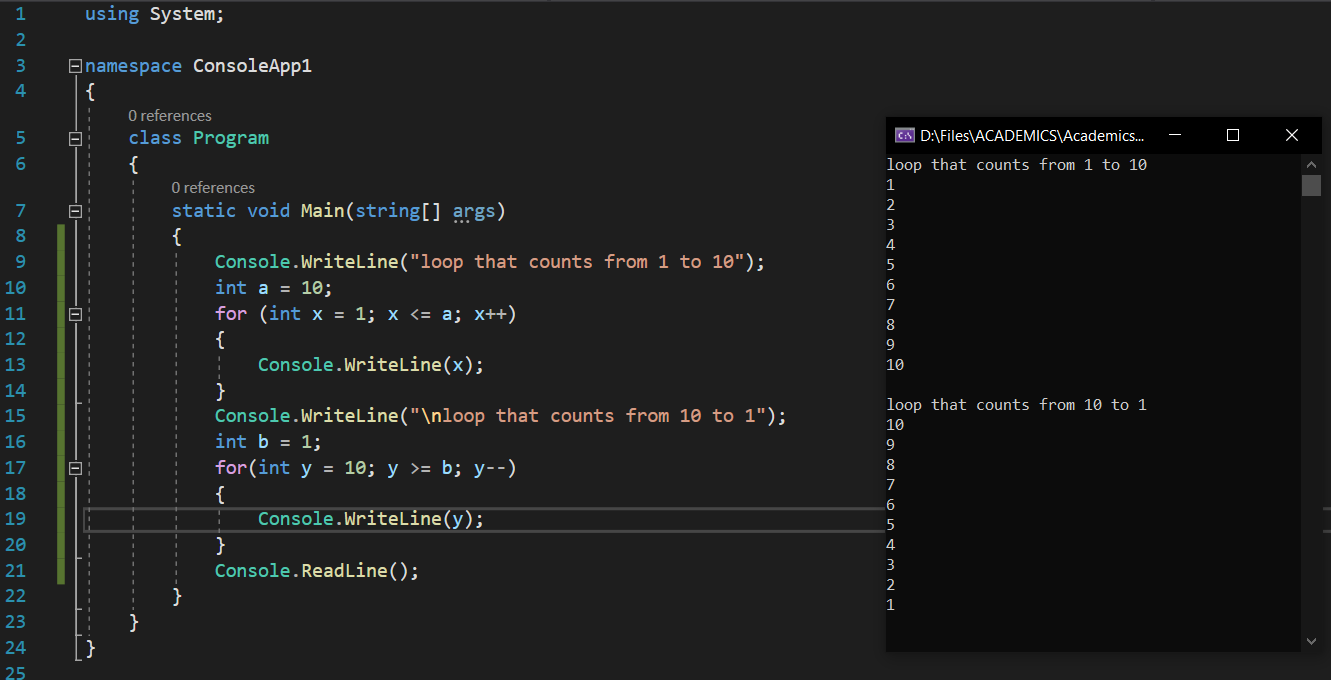 1 using System;
2
3 namespace ConsoleApp1
4 {
0 references
5 class Program
6 {
0 references
7 static void Main(string[] args)
8 {
9 Console.WriteLine("loop that counts from 1 to 10");
10 int a = 10;
11 for (int x = 1; x <= a; x++)
12 {
13 Console.WriteLine(x);
14 }
15 Console.WriteLine("\nloop that counts from 10 to 1");
16 int b = 1;
17 for(int y = 10; y >= b; y--)
18 {
19 Console.WriteLine(y);
20 }
21 Console.ReadLine();
22 }
23 }
24 }
25
D:\Files\ACADEMICS\Academics...
loop that counts from 1 to 10
1
2
3
4
5
6
7
8
9
10

loop that counts from 10 to 1
10
9
8
7
6
5
4
3
2
1